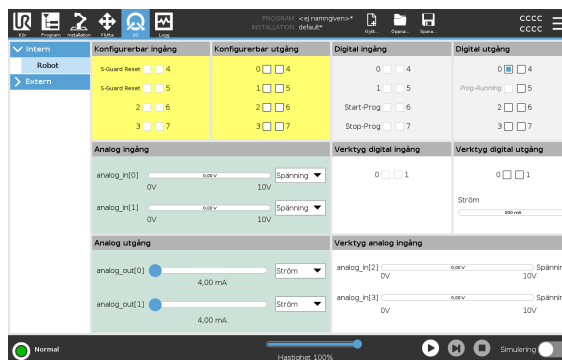 PROGRAM <ej namngiven>*
INSTALLATION default*
CCCC
CCCC
Kör
Program
Installation
Flytta
I/O
Logg
Nytt...
Öppna...
Spara...
Intern
Robot
Extern
Konfigurerbar ingång
S-Guard Reset 4
S-Guard Reset 5
2 6
3 7
Konfigurerbar utgång
0 4
1 5
2 6
3 7
Digital ingång
0 4
1 5
Start-Prog 6
Stop-Prog 7
Digital utgång
0 4
Prog-Running 5
2 6
3 7
Analog ingång
analog_in[0] 0,00 V Spänning
0V 10V
analog_in[1] 0,00 V Spänning
0V 10V
Verktyg digital ingång
0 1
Verktyg digital utgång
0 1
Ström
000 mA
Analog utgång
analog_out[0] Ström
4,00 mA
analog_out[1] Ström
4,00 mA
Verktyg analog ingång
analog_in[2] 0,00 V Spännin
0V 10V
analog_in[3] 0,00 V Spännin
0V 10V
Normal
Hastighet 100%
Simulering